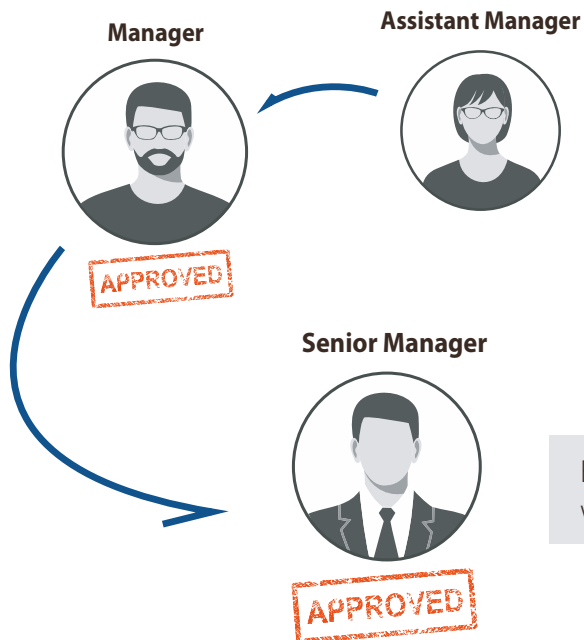 Assistant Manager
Manager
APPROVED
Senior Manager
APPROVED